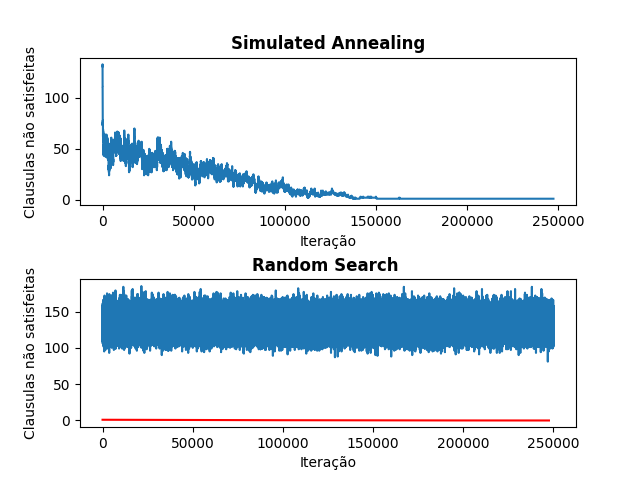 Simulated Annealing
Clausulas não satisfeitas
100
50
0
0 50000 100000 150000 200000 250000
Iteração
Random Search
Clausulas não satisfeitas
150
100
50
0
0 50000 100000 150000 200000 250000
Iteração